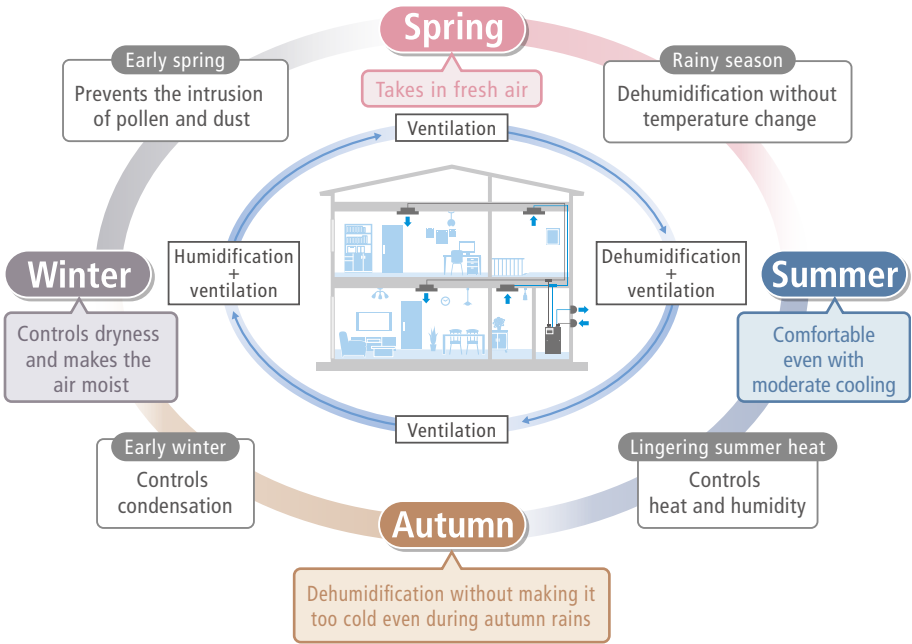 Spring
Takes in fresh air
Early spring
Prevents the intrusion
of pollen and dust
Rainy season
Dehumidification without
temperature change
Ventilation
Winter
Controls dryness
and makes the
air moist
Humidification
+
ventilation
Dehumidification
+
ventilation
Summer
Comfortable
even with
moderate cooling
Ventilation
Early winter
Controls
condensation
Lingering summer heat
Controls
heat and humidity
Autumn
Dehumidification without making it
too cold even during autumn rains